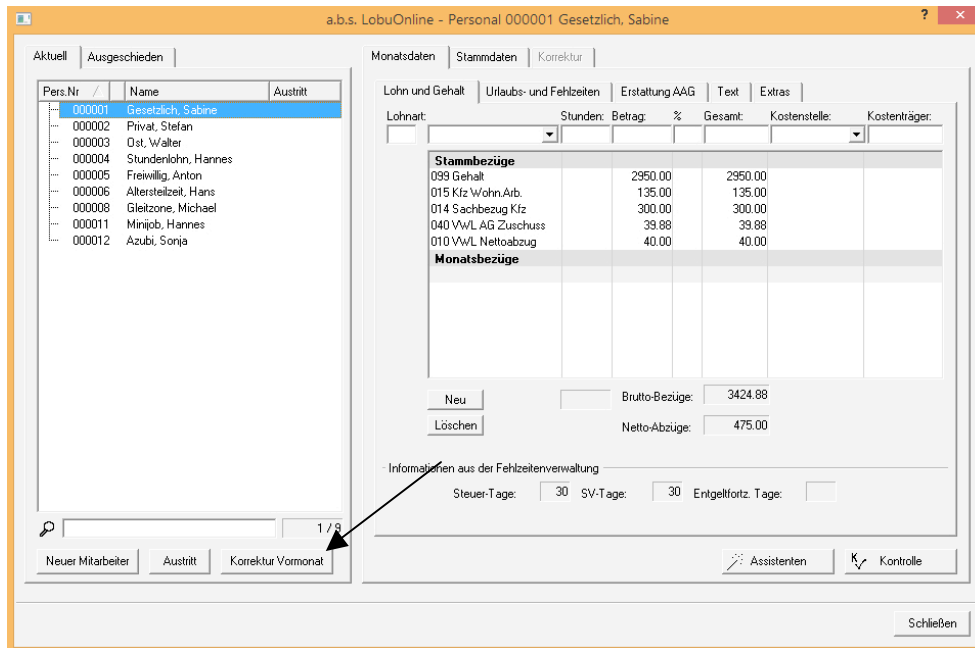 a.b.s. LobuOnline - Personal 000001 Gesetzlich, Sabine
? ×
Aktuell Ausgeschieden
Pers.Nr / Name Austritt
000001 Gesetzlich, Sabine
000002 Privat, Stefan
000003 Ost, Walter
000004 Stundenlohn, Hannes
000005 Freiwillig, Anton
000006 Altersteilzeit, Hans
000008 Gleitzone, Michael
000011 Minijob, Hannes
000012 Azubi, Sonja
1 / 9
Neuer Mitarbeiter Austritt Korrektur Vormonat
Monatsdaten Stammdaten Korrektur
Lohn und Gehalt Urlaubs- und Fehlzeiten Erstattung AAG Text Extras
Lohnart: Stunden: Betrag: % Gesamt: Kostenstelle: Kostenträger:
Stammbezüge
099 Gehalt 2950.00 2950.00
015 Kfz Wohn.Arb. 135.00 135.00
014 Sachbezug Kfz 300.00 300.00
040 VWL AG Zuschuss 39.88 39.88
010 VWL Nettoabzug 40.00 40.00
Monatsbezüge
Neu Brutto-Bezüge: 3424.88
Löschen Netto-Abzüge: 475.00
Informationen aus der Fehlzeitenverwaltung
Steuer-Tage: 30 SV-Tage: 30 Entgeltfortz. Tage:
Assistenten K Kontrolle
Schließen